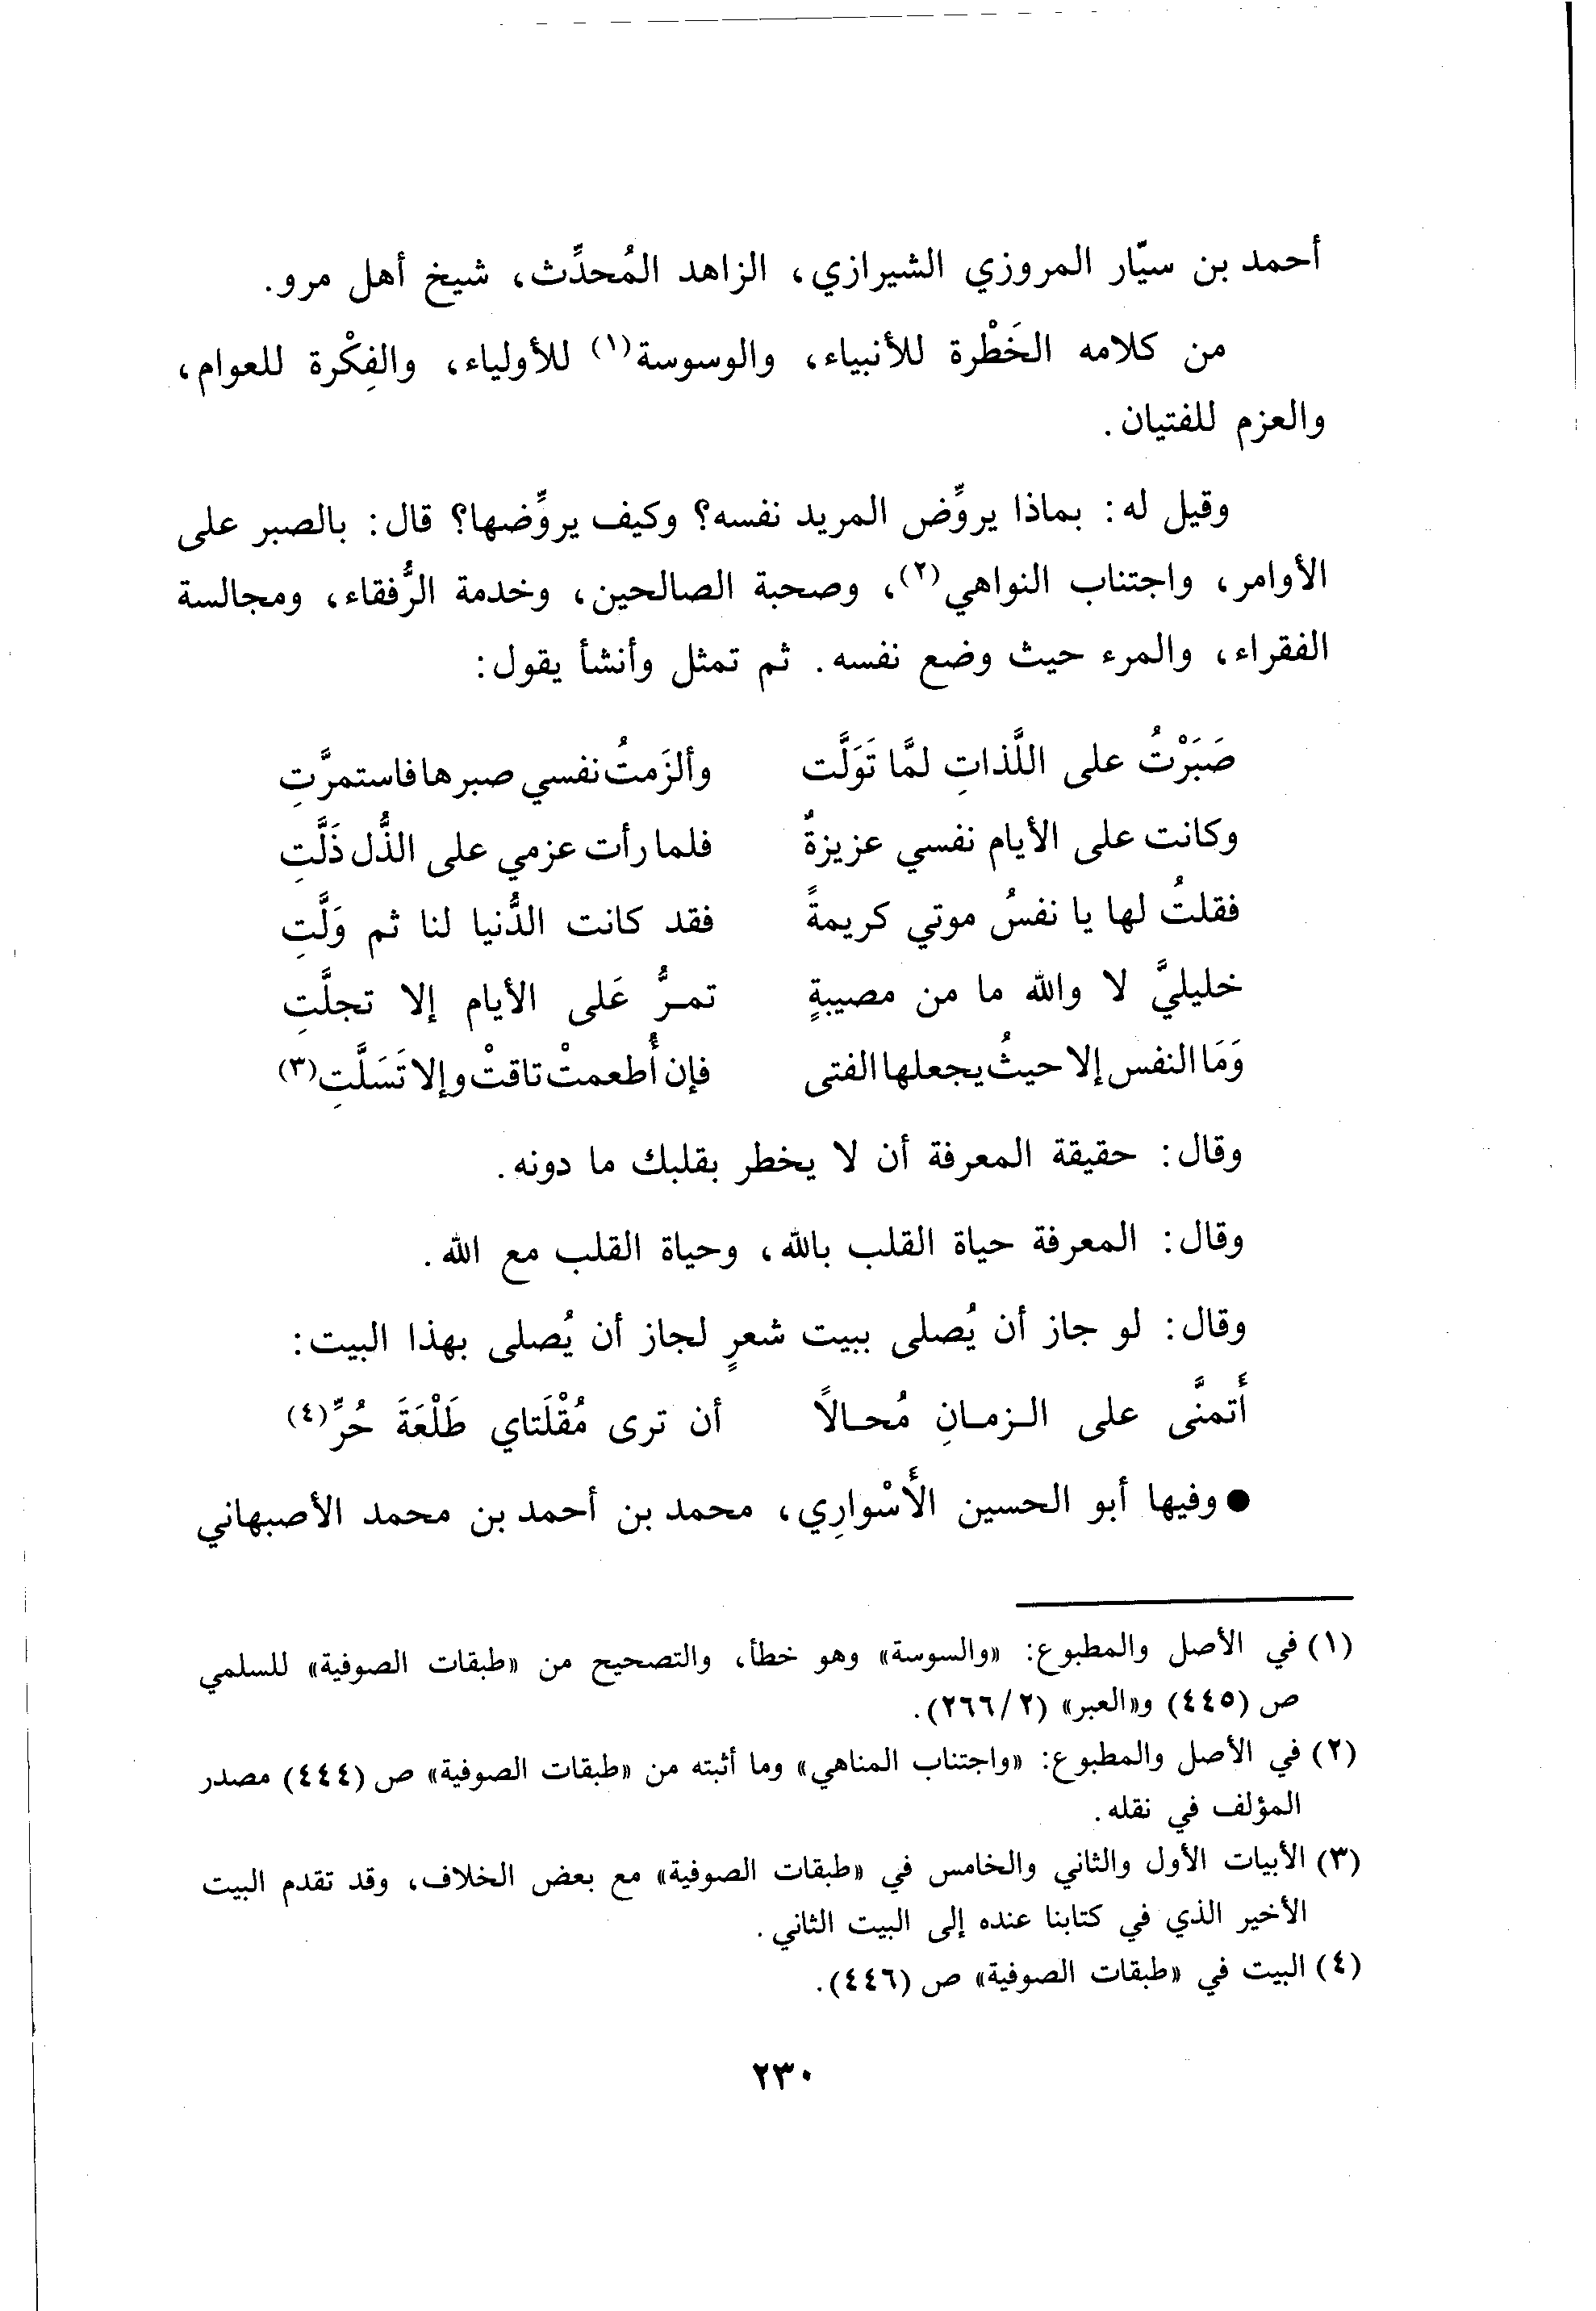 أحمد بن سيّار المروزي الشيرازي، الزاهد المُحدِّث، شيخ أهل مرو.
من كلامه الخَطْرة للأنبياء، والوسوسة(١) للأولياء، والفِكْرة للعوام،
والعزم للفتيان.
وقيل له: بماذا يروِّض المريد نفسه؟ وكيف يروِّضها؟ قال: بالصبر على
الأوامر، واجتناب النواهي(٢)، وصحبة الصالحين، وخدمة الرُّفقاء، ومجالسة
الفقراء، والمرء حيث وضع نفسه. ثم تمثل وأنشأ يقول:
صَبَرْتُ على اللَّذاتِ لمَّا تَوَلَّت وألزَمتُ نفسي صبرها فاستمرَّتِ
وكانت على الأيام نفسي عزيزةٌ فلما رأت عزمي على الذُّل ذَلَّتِ
فقلتُ لها يا نفسُ موتي كريمةً فقد كانت الدُّنيا لنا ثم وَلَّتِ
خليليَّ لا والله ما من مصيبةٍ تمـرُّ عَلى الأيام إلا تجلَّتِ
وَمَا النفس إلا حيثُ يجعلها الفتى فإن أُطعمتْ تاقتْ وإلا تَسَلَّتِ(٣)
وقال: حقيقة المعرفة أن لا يخطر بقلبك ما دونه.
وقال: المعرفة حياة القلب بالله، وحياة القلب مع الله.
وقال: لو جاز أن يُصلى ببيت شعرٍ لجاز أن يُصلى بهذا البيت:
أَتمنَّى على الـزمـانِ مُحـالاً أن ترى مُقْلَتاي طَلْعَةَ حُرِّ(٤)
● وفيها أبو الحسين الأَسْوارِي، محمد بن أحمد بن محمد الأصبهاني
(١) في الأصل والمطبوع: «والسوسة» وهو خطأ، والتصحيح من «طبقات الصوفية» للسلمي
ص (٤٤٥) و«العبر» (٢/٢٦٦).
(٢) في الأصل والمطبوع: «واجتناب المناهي» وما أثبته من «طبقات الصوفية» ص (٤٤٤) مصدر
المؤلف في نقله.
(٣) الأبيات الأول والثاني والخامس في «طبقات الصوفية» مع بعض الخلاف، وقد تقدم البيت
الأخير الذي في كتابنا عنده إلى البيت الثاني.
(٤) البيت في «طبقات الصوفية» ص (٤٤٦).
٢٣٠